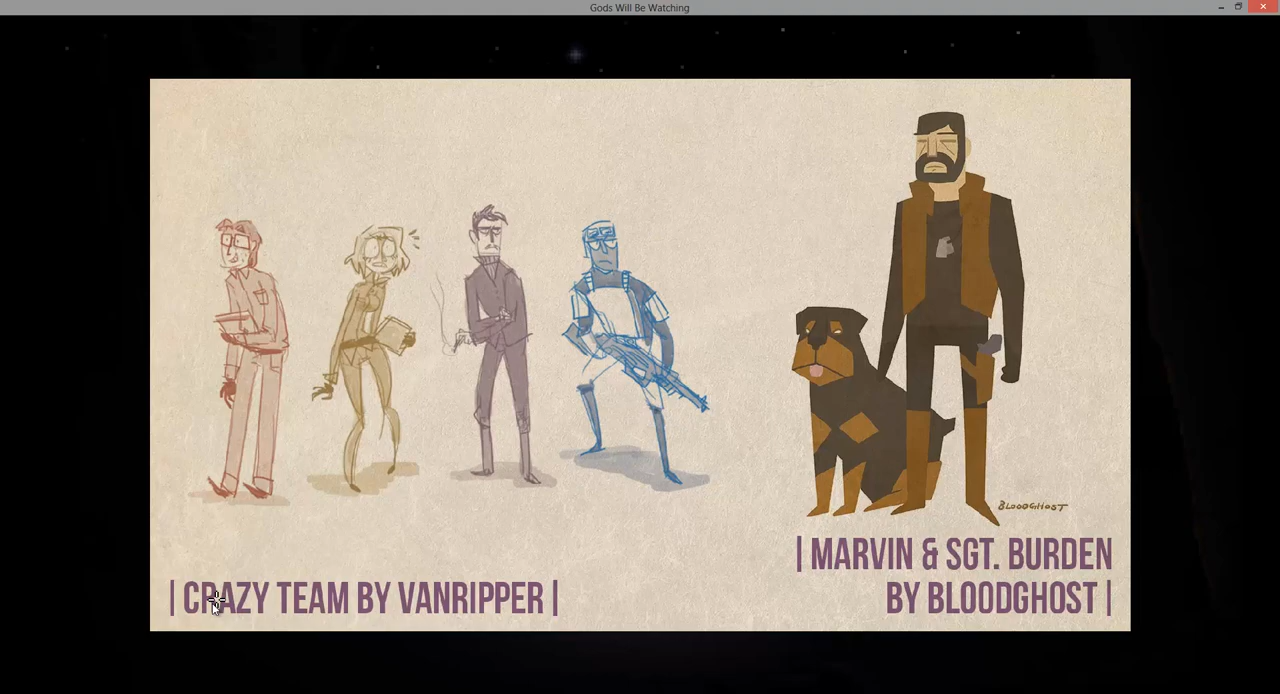 Gods Will Be Watching
BLOODGHOST
| MARVIN & SGT. BURDEN
BY BLOODGHOST |
| CRAZY TEAM BY VANRIPPER |